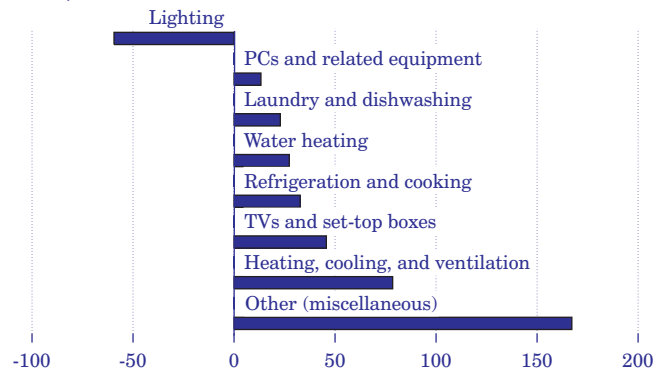 Lighting
PCs and related equipment
Laundry and dishwashing
Water heating
Refrigeration and cooking
TVs and set-top boxes
Heating, cooling, and ventilation
Other (miscellaneous)
-100 -50 0 50 100 150 200